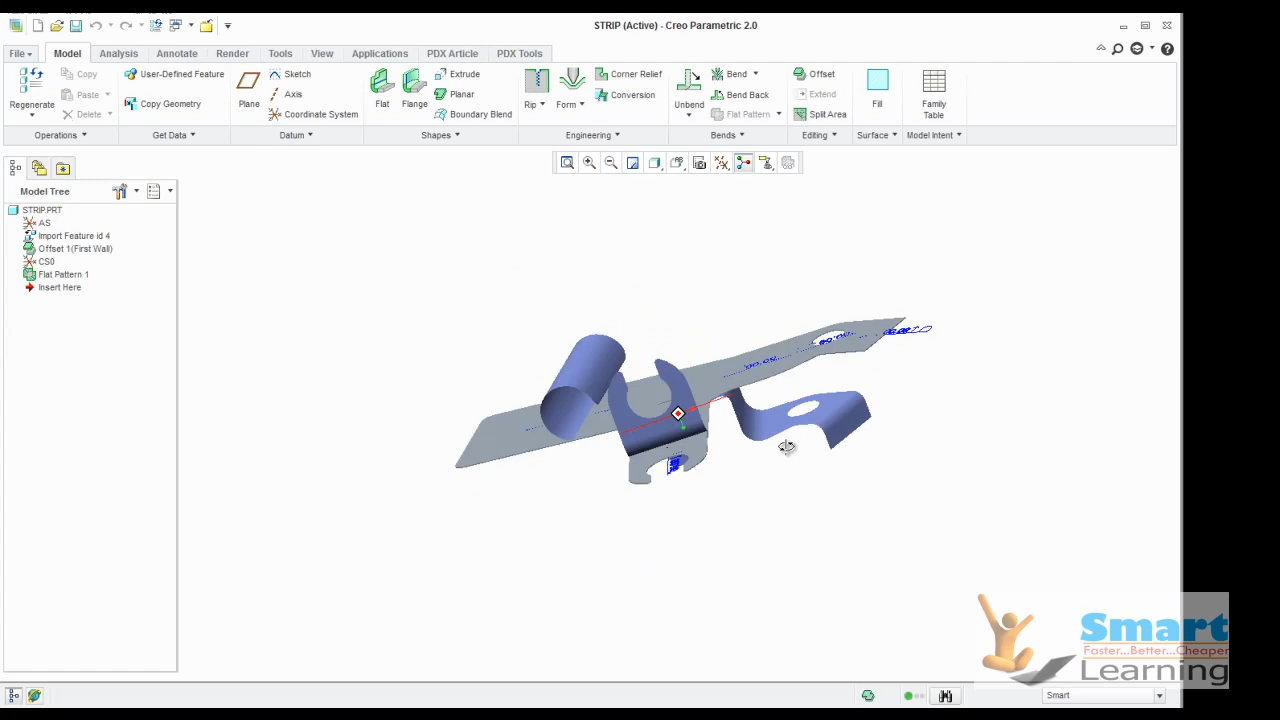 STRIP (Active) - Creo Parametric 2.0
File Model Analysis Annotate Render Tools View Applications PDX Article PDX Tools
Regenerate
Copy
Paste
Delete
User-Defined Feature
Copy Geometry
Plane
Sketch
Axis
Coordinate System
Flat
Flange
Extrude
Planar
Boundary Blend
Rip
Form
Corner Relief
Conversion
Unbend
Bend
Bend Back
Flat Pattern
Offset
Extend
Split Area
Fill
Family
Table
Operations Get Data Datum Shapes Engineering Bends Editing Surface Model Intent
Model Tree
STRIP.PRT
AS
Import Feature id 4
Offset 1(First Wall)
CS0
Flat Pattern 1
Insert Here
Smart
Faster...Better...Cheaper
Learning
Smart